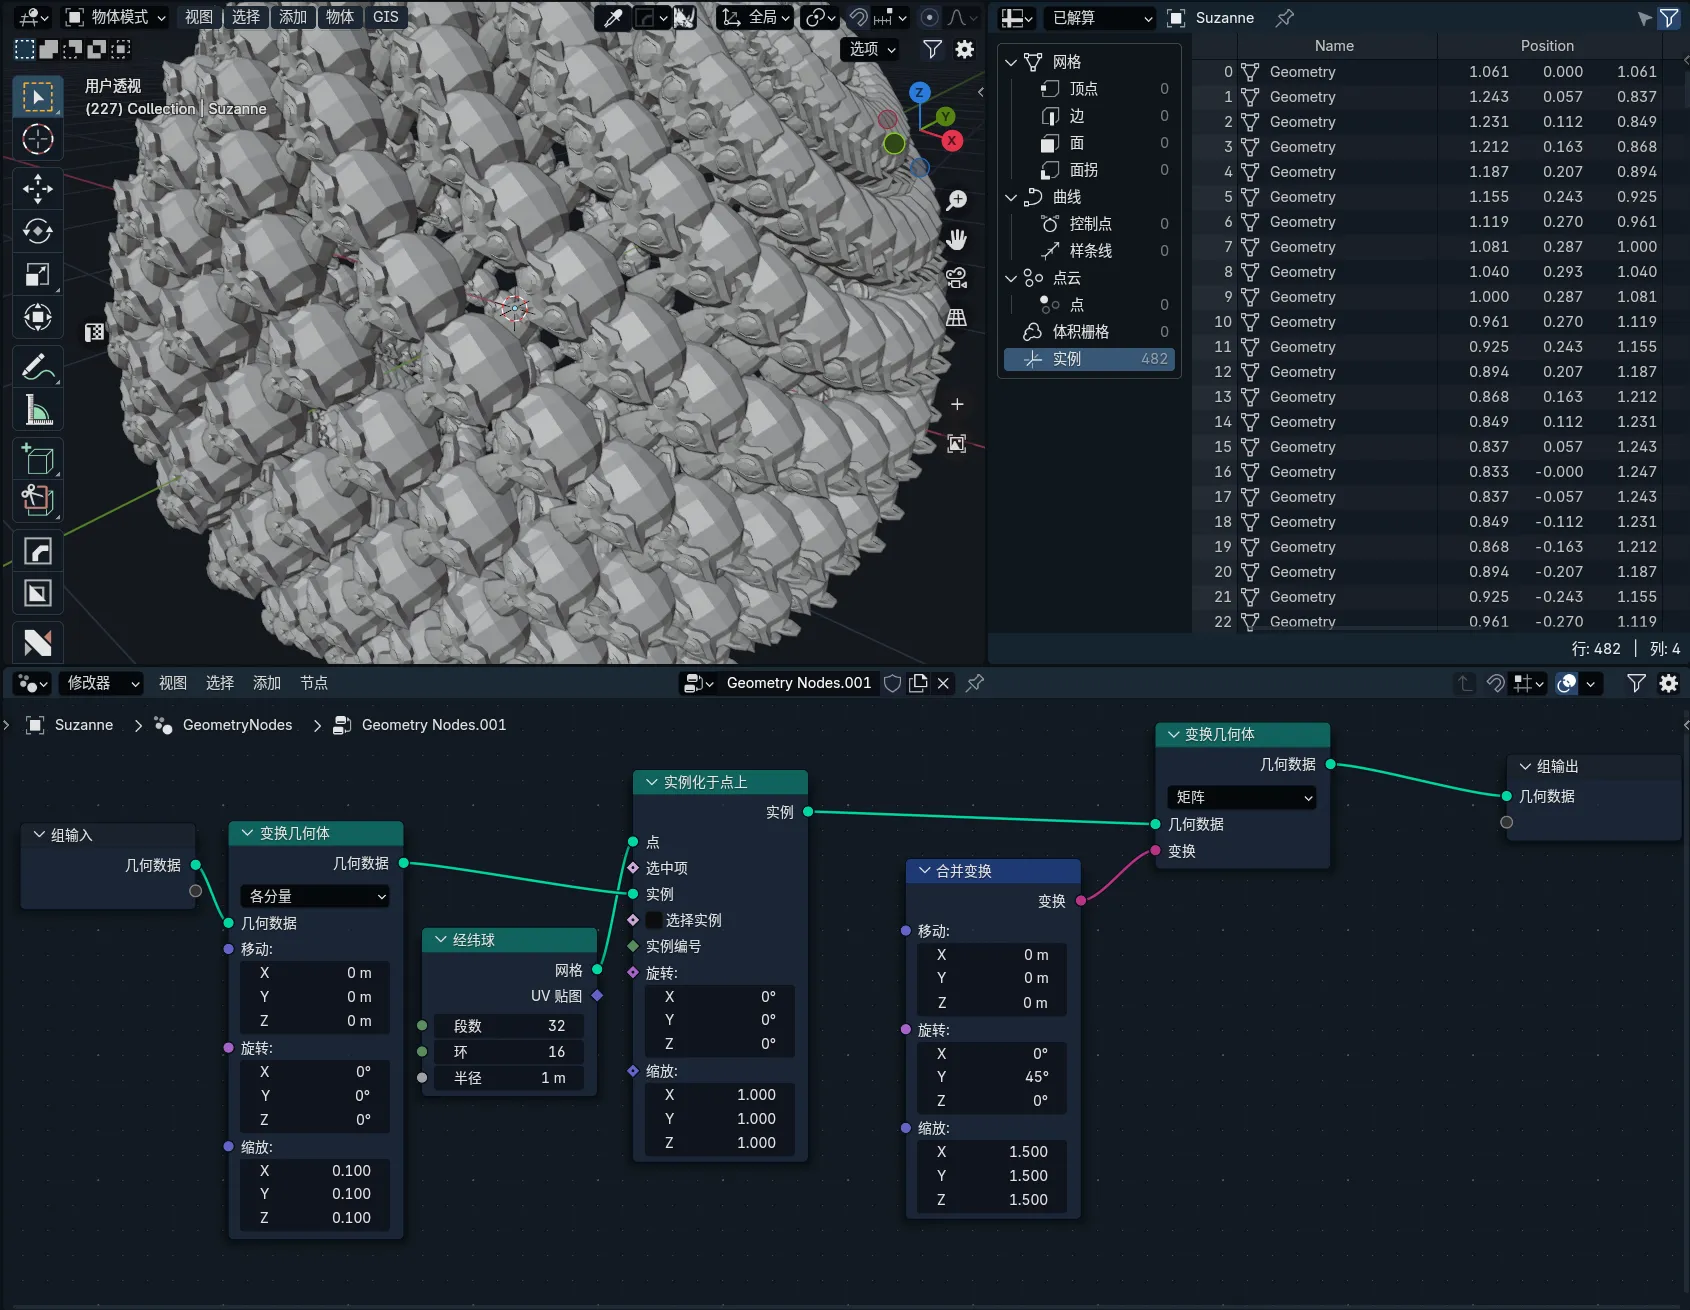 物体模式 视图 选择 添加 物体 GIS 全局
选项
用户透视
(227) Collection | Suzanne
Z
Y
X
已解算 Suzanne
网格
顶点 0
边 0
面 0
面拐 0
曲线
控制点 0
样条线 0
点云
点 0
体积栅格 0
实例 482
Name Position
0 Geometry 1.061 0.000 1.061
1 Geometry 1.243 0.057 0.837
2 Geometry 1.231 0.112 0.849
3 Geometry 1.212 0.163 0.868
4 Geometry 1.187 0.207 0.894
5 Geometry 1.155 0.243 0.925
6 Geometry 1.119 0.270 0.961
7 Geometry 1.081 0.287 1.000
8 Geometry 1.040 0.293 1.040
9 Geometry 1.000 0.287 1.081
10 Geometry 0.961 0.270 1.119
11 Geometry 0.925 0.243 1.155
12 Geometry 0.894 0.207 1.187
13 Geometry 0.868 0.163 1.212
14 Geometry 0.849 0.112 1.231
15 Geometry 0.837 0.057 1.243
16 Geometry 0.833 -0.000 1.247
17 Geometry 0.837 -0.057 1.243
18 Geometry 0.849 -0.112 1.231
19 Geometry 0.868 -0.163 1.212
20 Geometry 0.894 -0.207 1.187
21 Geometry 0.925 -0.243 1.155
22 Geometry 0.961 -0.270 1.119
行: 482 | 列: 4
修改器 视图 选择 添加 节点 Geometry Nodes.001
Suzanne GeometryNodes Geometry Nodes.001
组输入
几何数据
变换几何体
几何数据
各分量
几何数据
移动:
X 0 m
Y 0 m
Z 0 m
旋转:
X 0°
Y 0°
Z 0°
缩放:
X 0.100
Y 0.100
Z 0.100
经纬球
网格
UV 贴图
段数 32
环 16
半径 1 m
实例化于点上
实例
点
选中项
实例
选择实例
实例编号
旋转:
X 0°
Y 0°
Z 0°
缩放:
X 1.000
Y 1.000
Z 1.000
合并变换
变换
移动:
X 0 m
Y 0 m
Z 0 m
旋转:
X 0°
Y 45°
Z 0°
缩放:
X 1.500
Y 1.500
Z 1.500
变换几何体
几何数据
矩阵
几何数据
变换
组输出
几何数据